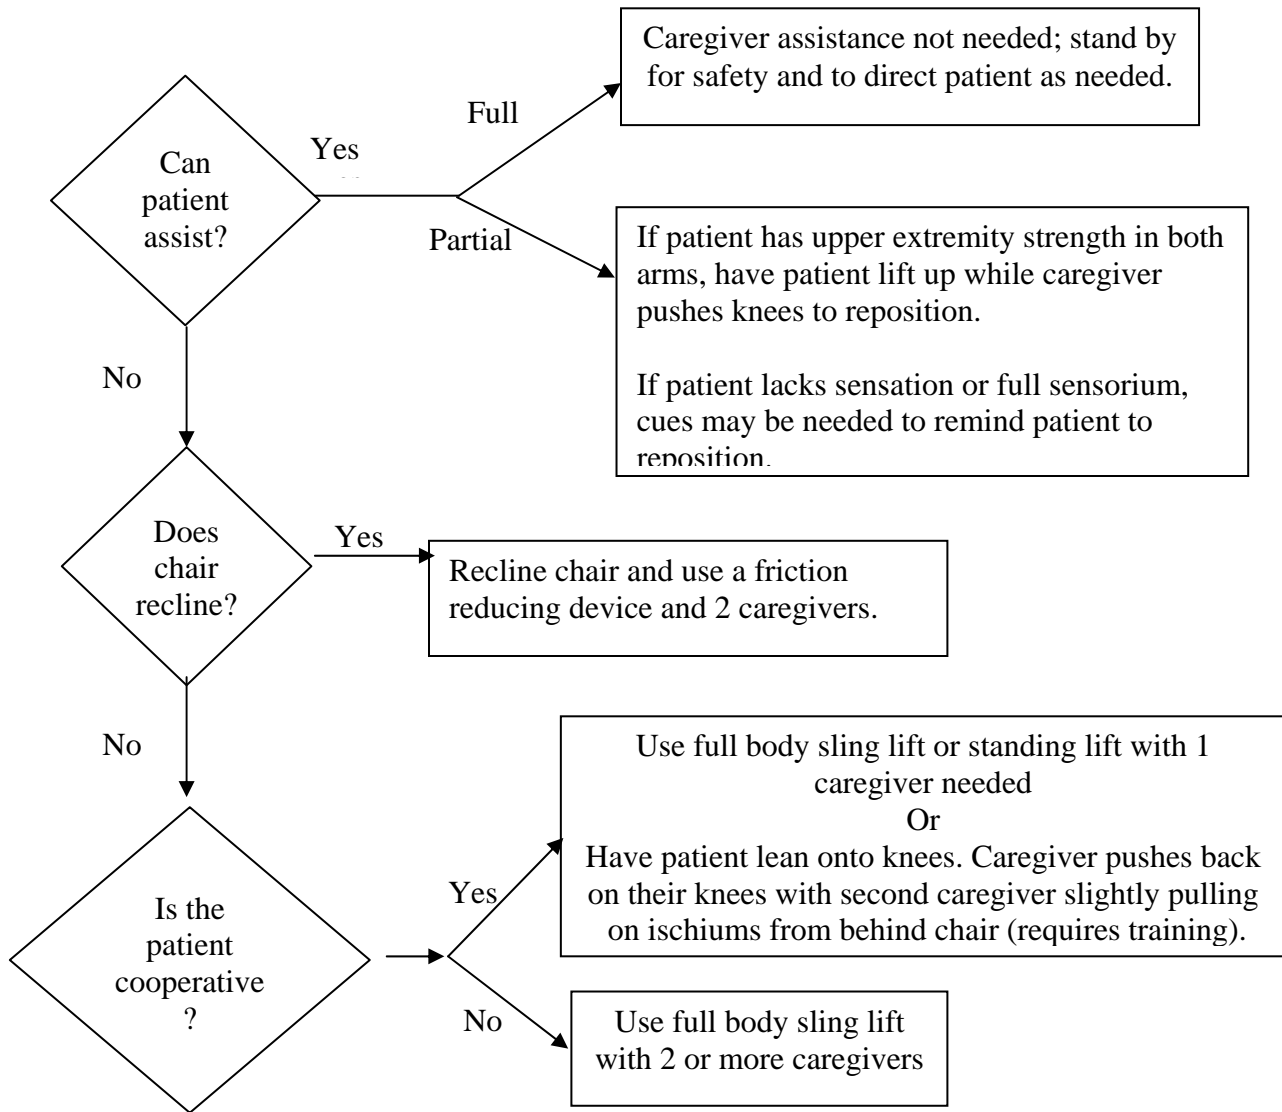 Caregiver assistance not needed; stand by
for safety and to direct patient as needed.
Full
Yes
Can
patient
assist?
Partial
If patient has upper extremity strength in both
arms, have patient lift up while caregiver
pushes knees to reposition.
If patient lacks sensation or full sensorium,
cues may be needed to remind patient to
reposition.
No
Does
chair
recline?
Yes
Recline chair and use a friction
reducing device and 2 caregivers.
No
Use full body sling lift or standing lift with 1
caregiver needed
Or
Have patient lean onto knees. Caregiver pushes back
on their knees with second caregiver slightly pulling
on ischiums from behind chair (requires training).
Yes
Is the
patient
cooperative
?
No
Use full body sling lift
with 2 or more caregivers